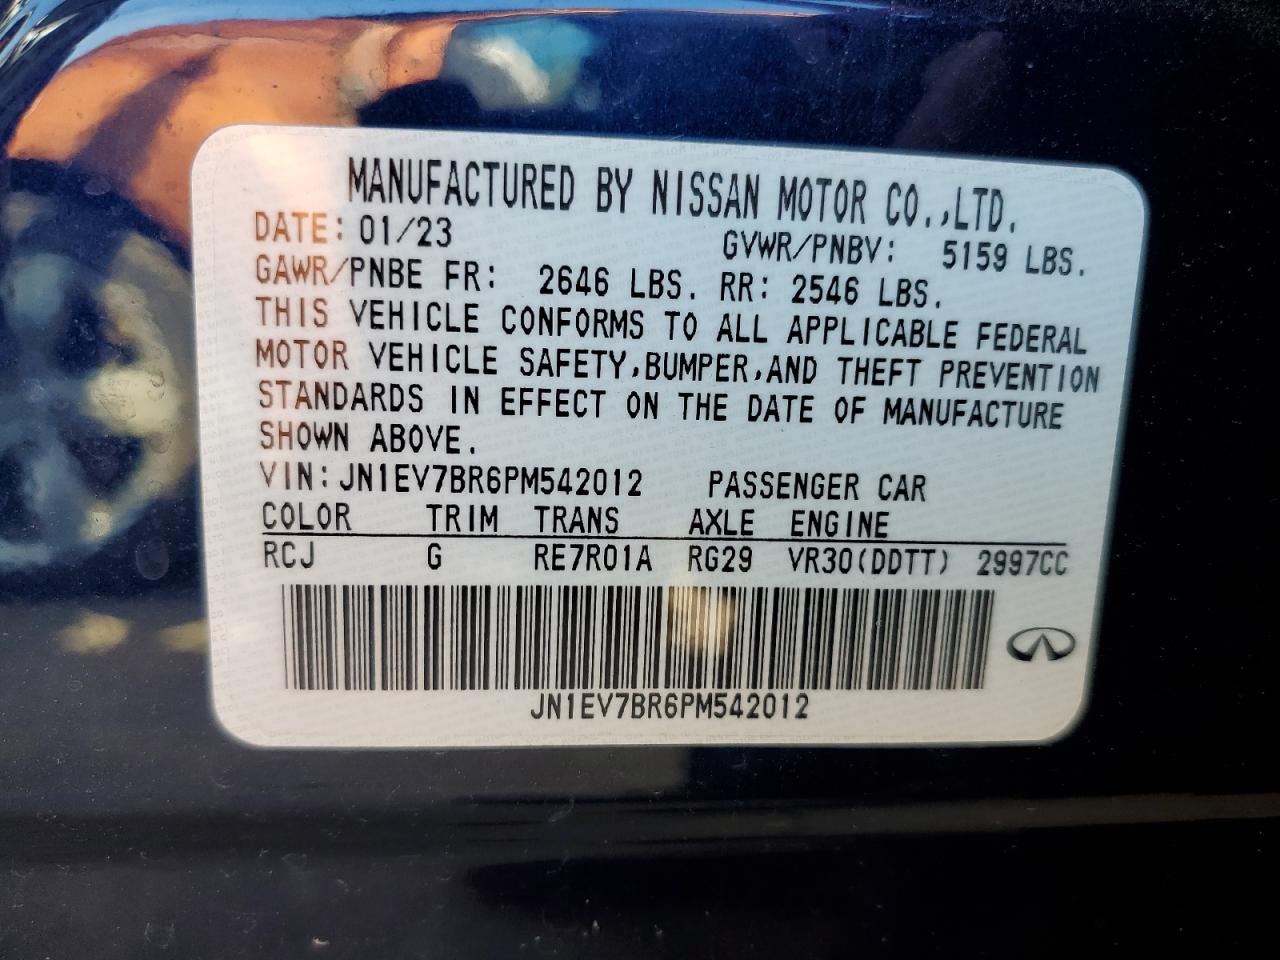 MANUFACTURED BY NISSAN MOTOR CO.,LTD.
DATE: 01/23 GVWR/PNBV: 5159 LBS.
GAWR/PNBE FR: 2646 LBS. RR: 2546 LBS.
THIS VEHICLE CONFORMS TO ALL APPLICABLE FEDERAL
MOTOR VEHICLE SAFETY,BUMPER,AND THEFT PREVENTION
STANDARDS IN EFFECT ON THE DATE OF MANUFACTURE
SHOWN ABOVE.
VIN: JN1EV7BR6PM542012 PASSENGER CAR
COLOR TRIM TRANS AXLE ENGINE
RCJ G RE7R01A RG29 VR30(DDTT) 2997CC
JN1EV7BR6PM542012